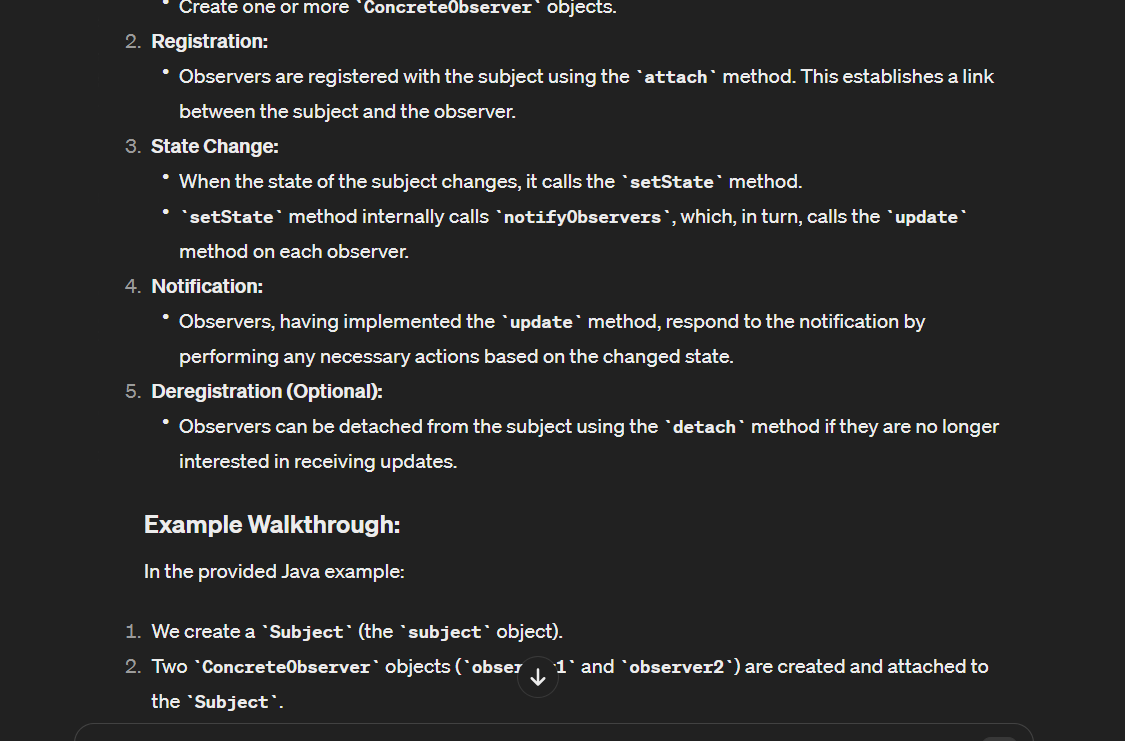 • Create one or more `ConcreteObserver` objects.
2. Registration:
• Observers are registered with the subject using the `attach` method. This establishes a link
between the subject and the observer.
3. State Change:
• When the state of the subject changes, it calls the `setState` method.
• `setState` method internally calls `notifyObservers`, which, in turn, calls the `update`
method on each observer.
4. Notification:
• Observers, having implemented the `update` method, respond to the notification by
performing any necessary actions based on the changed state.
5. Deregistration (Optional):
• Observers can be detached from the subject using the `detach` method if they are no longer
interested in receiving updates.
Example Walkthrough:
In the provided Java example:
1. We create a `Subject` (the `subject` object).
2. Two `ConcreteObserver` objects (`obser 1` and `observer2`) are created and attached to
the `Subject`.